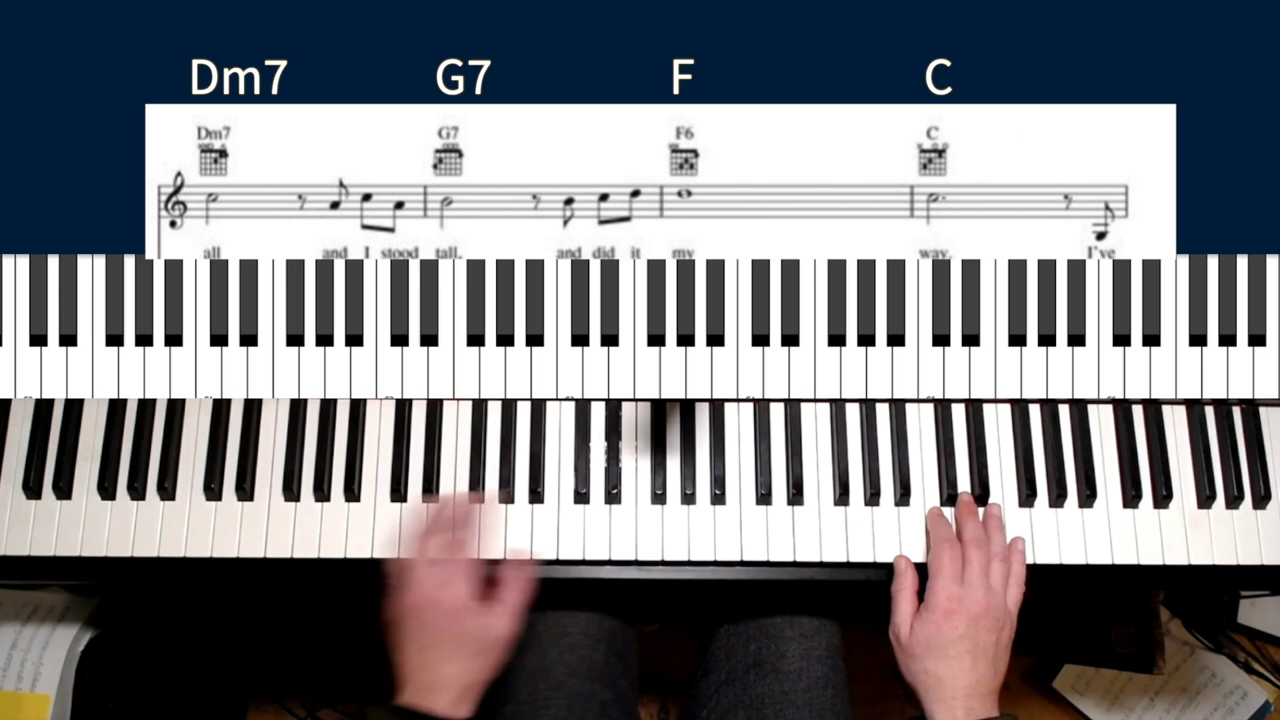 Dm7 G7 F C
Dm7 G7 F6 C
all and I stood tall, and did it my way. I've